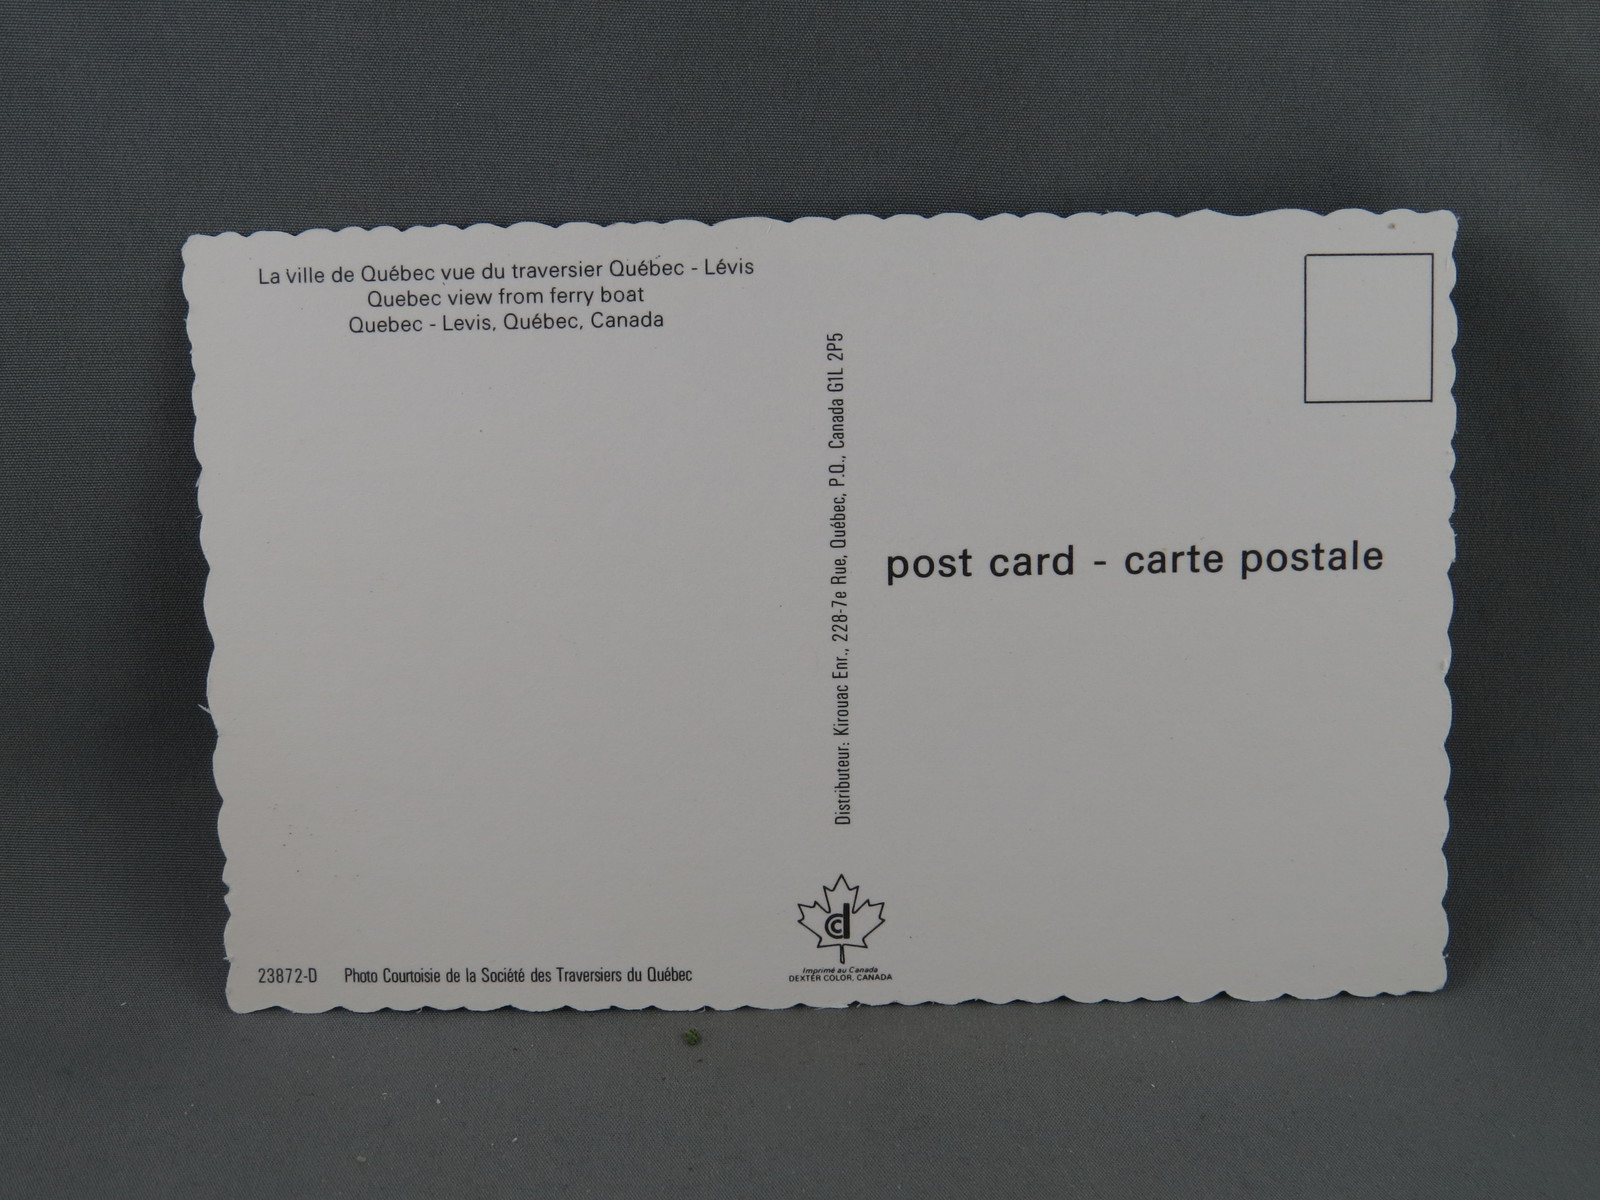 La ville de Québec vue du traversier Québec - Lévis
Quebec view from ferry boat
Quebec - Levis, Québec, Canada
Distributeur: Kirouac Enr., 228-7e Rue, Québec, P.Q., Canada G1L 2P5
post card - carte postale
23872-D Photo Courtoisie de la Société des Traversiers du Québec
dc
Imprimé au Canada
DEXTER COLOR, CANADA